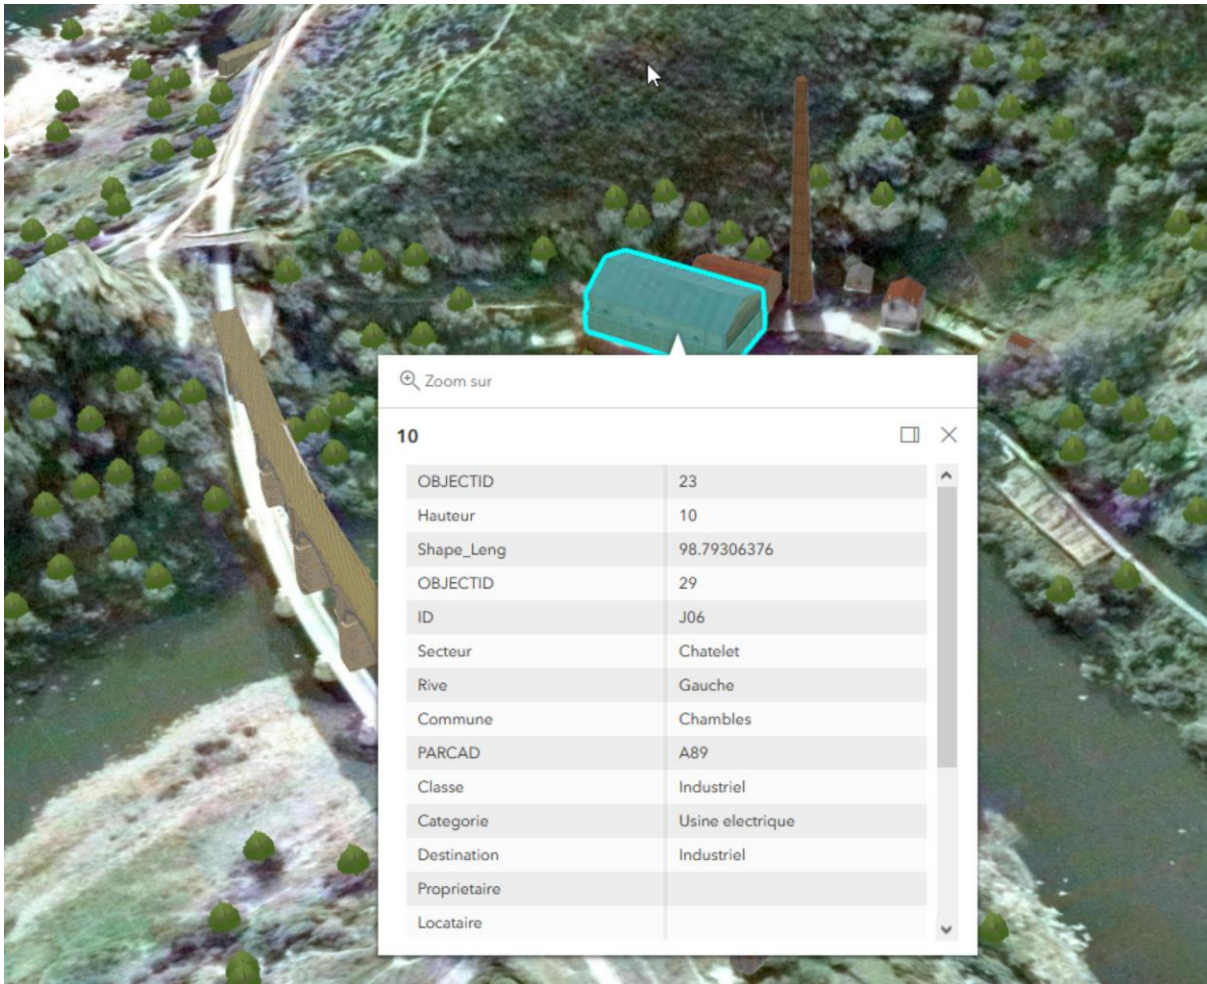 Zoom sur
10
OBJECTID 23
Hauteur 10
Shape_Leng 98.79306376
OBJECTID 29
ID J06
Secteur Chatelet
Rive Gauche
Commune Chambles
PARCAD A89
Classe Industriel
Categorie Usine electrique
Destination Industriel
Proprietaire
Locataire